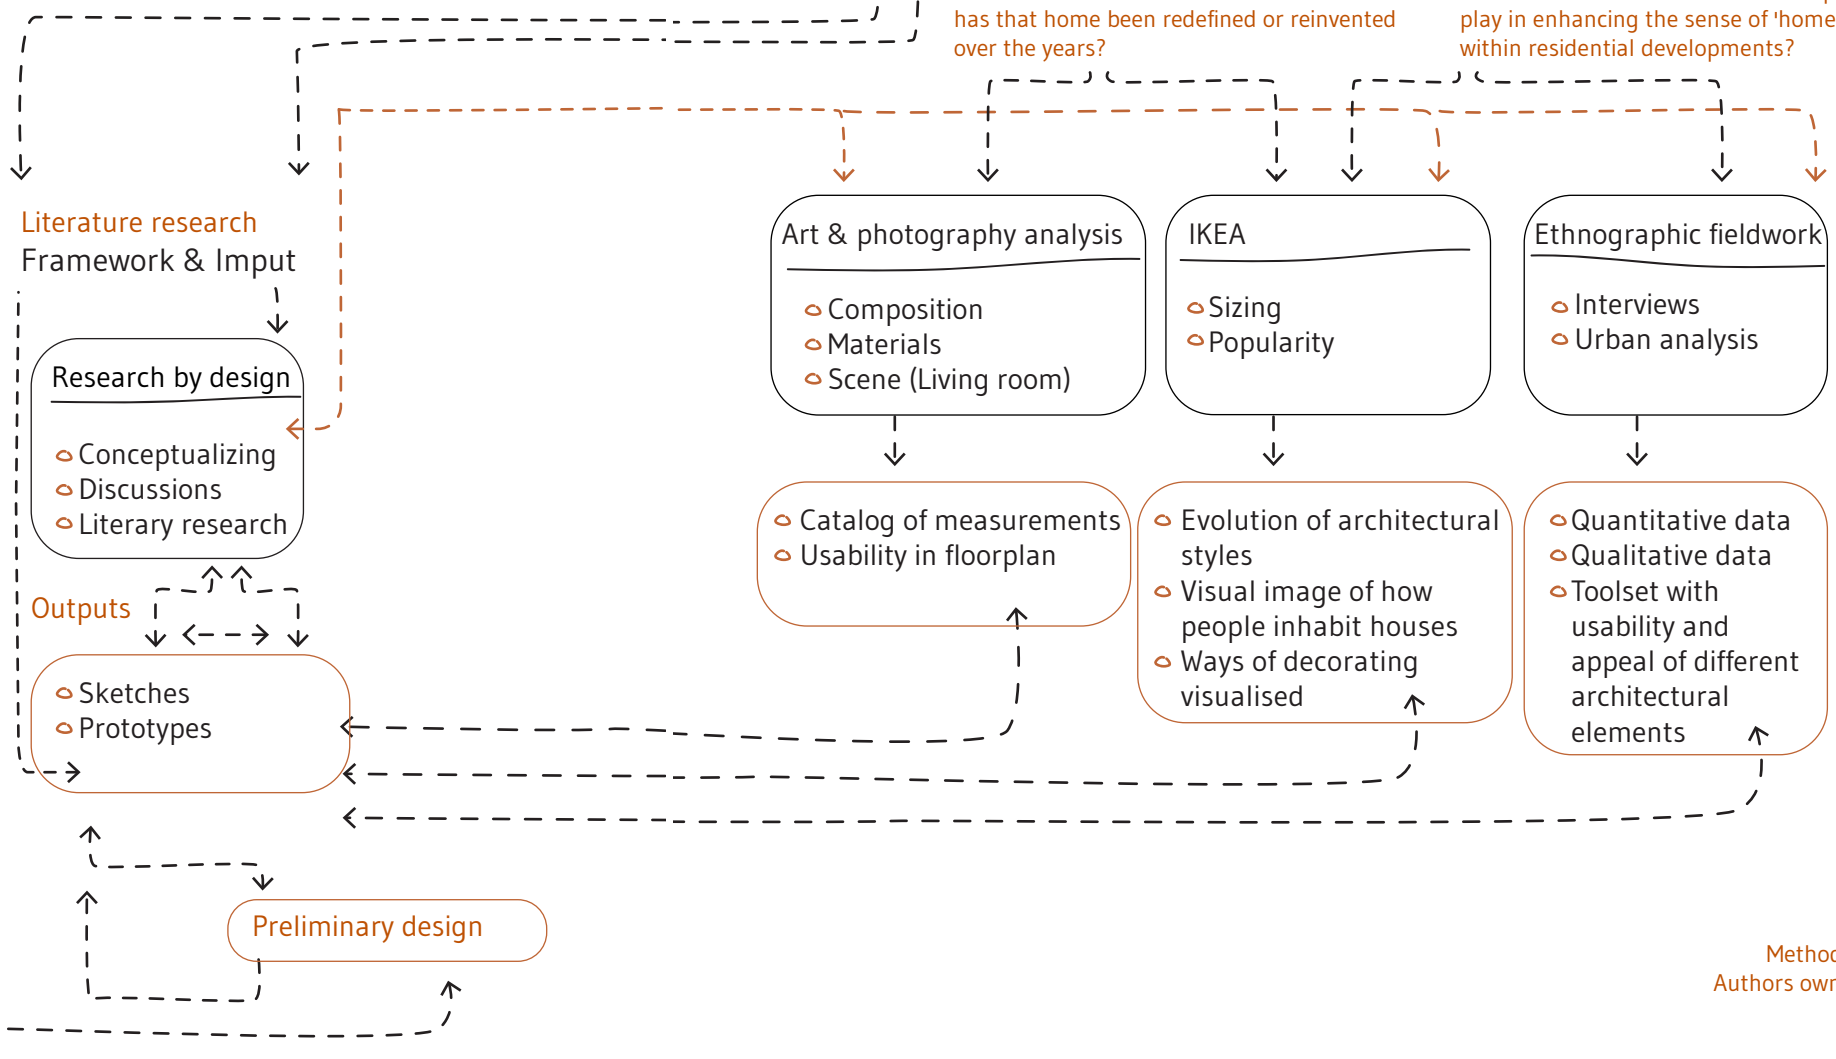 has that home been redefined or reinvented
over the years?
play in enhancing the sense of 'home
within residential developments?
Literature research
Framework & Imput
Research by design
Conceptualizing
Discussions
Literary research
Outputs
Sketches
Prototypes
Preliminary design
Art & photography analysis
Composition
Materials
Scene (Living room)
Catalog of measurements
Usability in floorplan
IKEA
Sizing
Popularity
Evolution of architectural
styles
Visual image of how
people inhabit houses
Ways of decorating
visualised
Ethnographic fieldwork
Interviews
Urban analysis
Quantitative data
Qualitative data
Toolset with
usability and
appeal of different
architectural
elements
Authors own